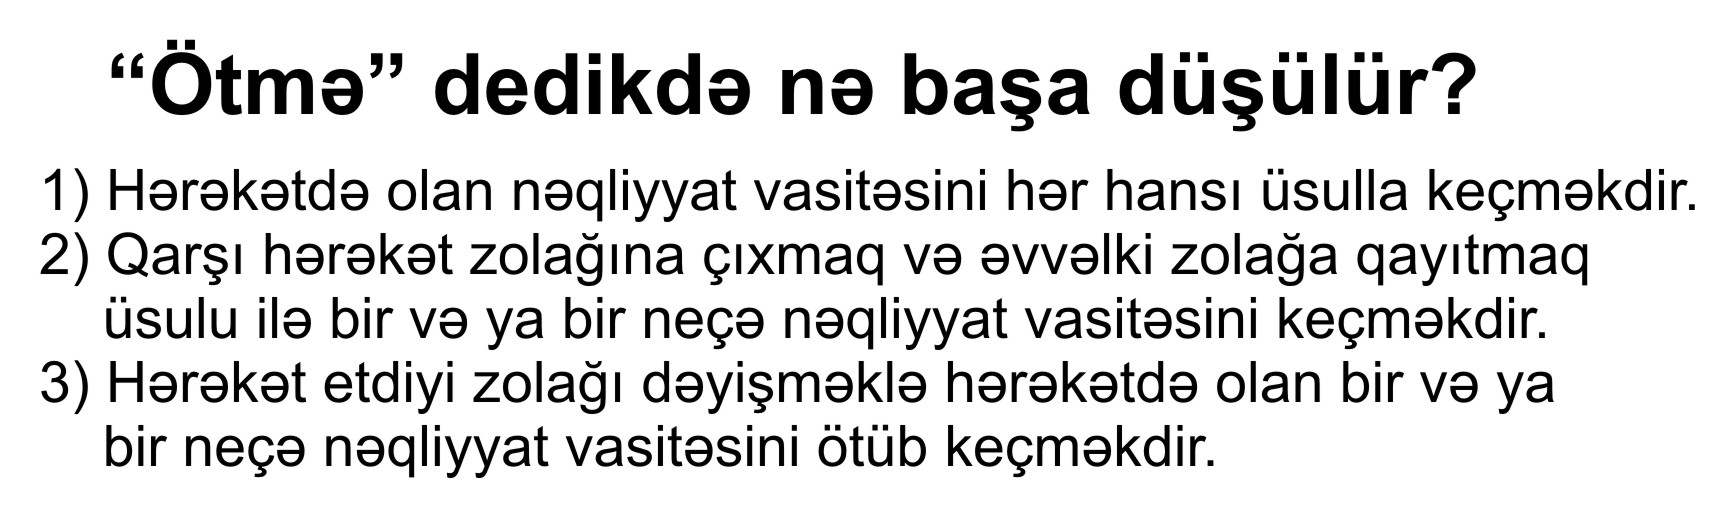 “Ötmə” dedikdə nə başa düşülür?
1) Hərəkətdə olan nəqliyyat vasitəsini hər hansı üsulla keçməkdir.
2) Qarşı hərəkət zolağına çıxmaq və əvvəlki zolağa qayıtmaq
üsulu ilə bir və ya bir neçə nəqliyyat vasitəsini keçməkdir.
3) Hərəkət etdiyi zolağı dəyişməklə hərəkətdə olan bir və ya
bir neçə nəqliyyat vasitəsini ötüb keçməkdir.